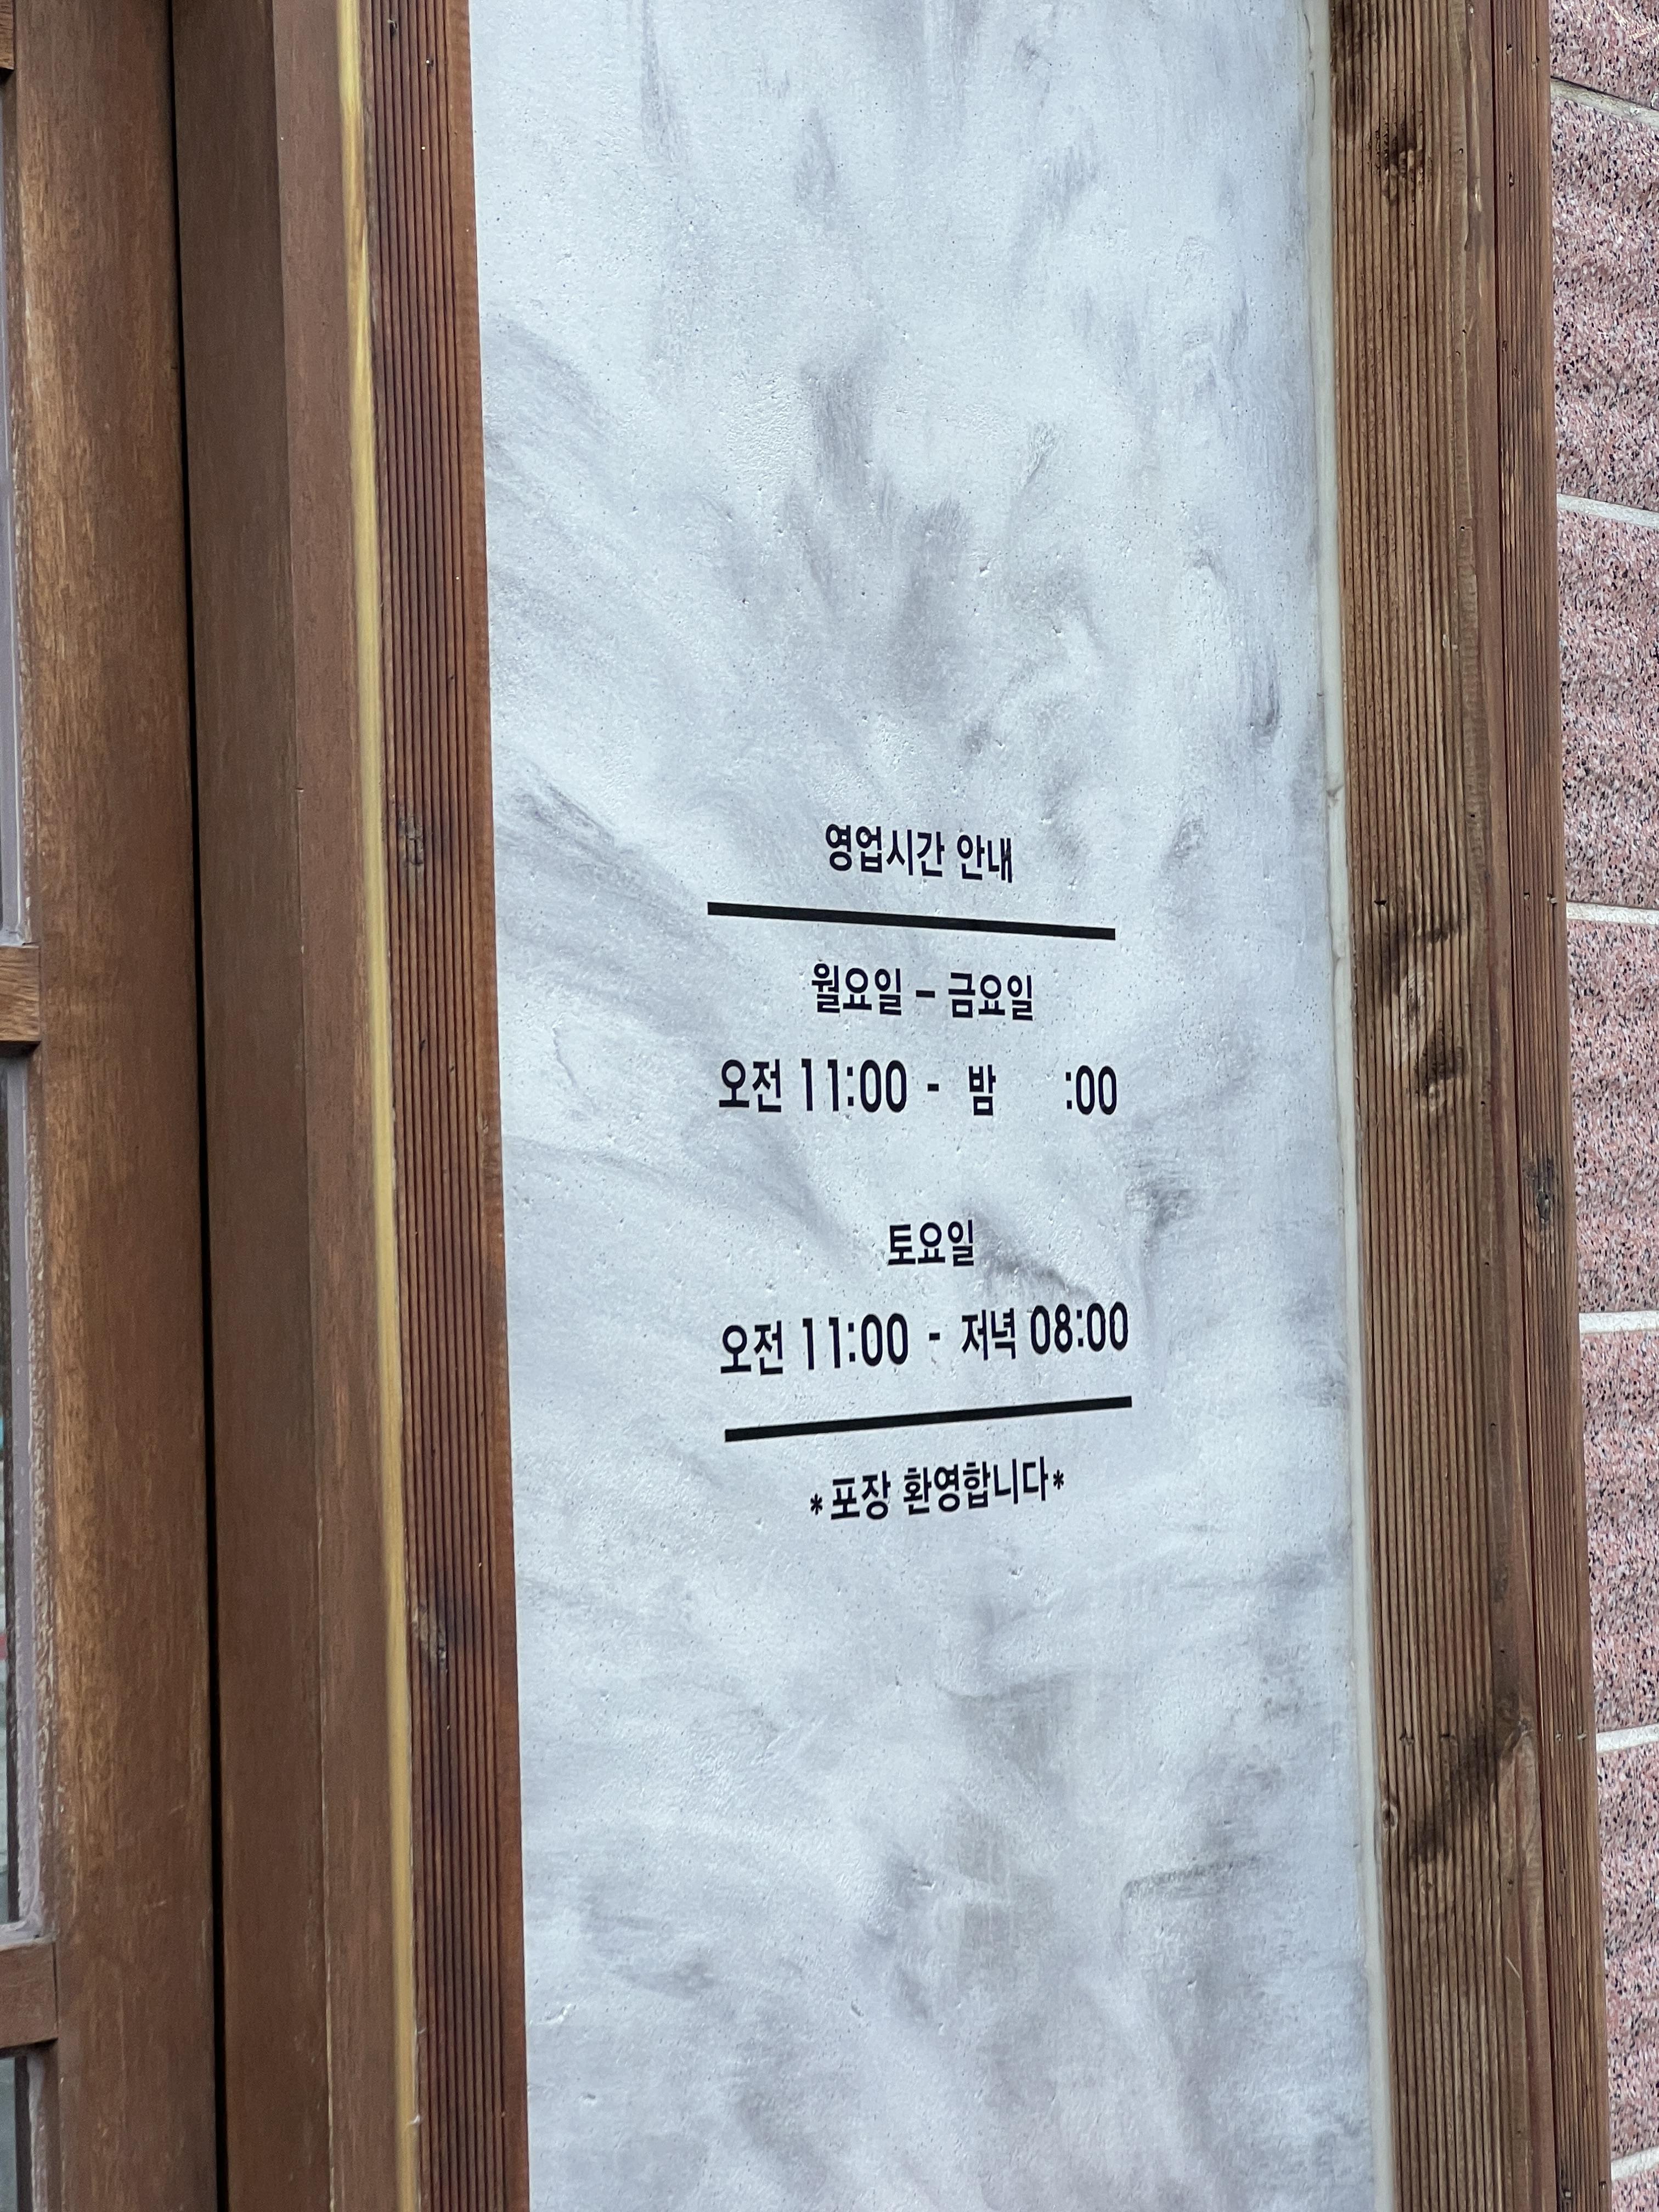 영업시간 안내
월요일 - 금요일
오전 11:00 - 밤 :00
토요일
오전 11:00 - 저녁 08:00
*포장 환영합니다*